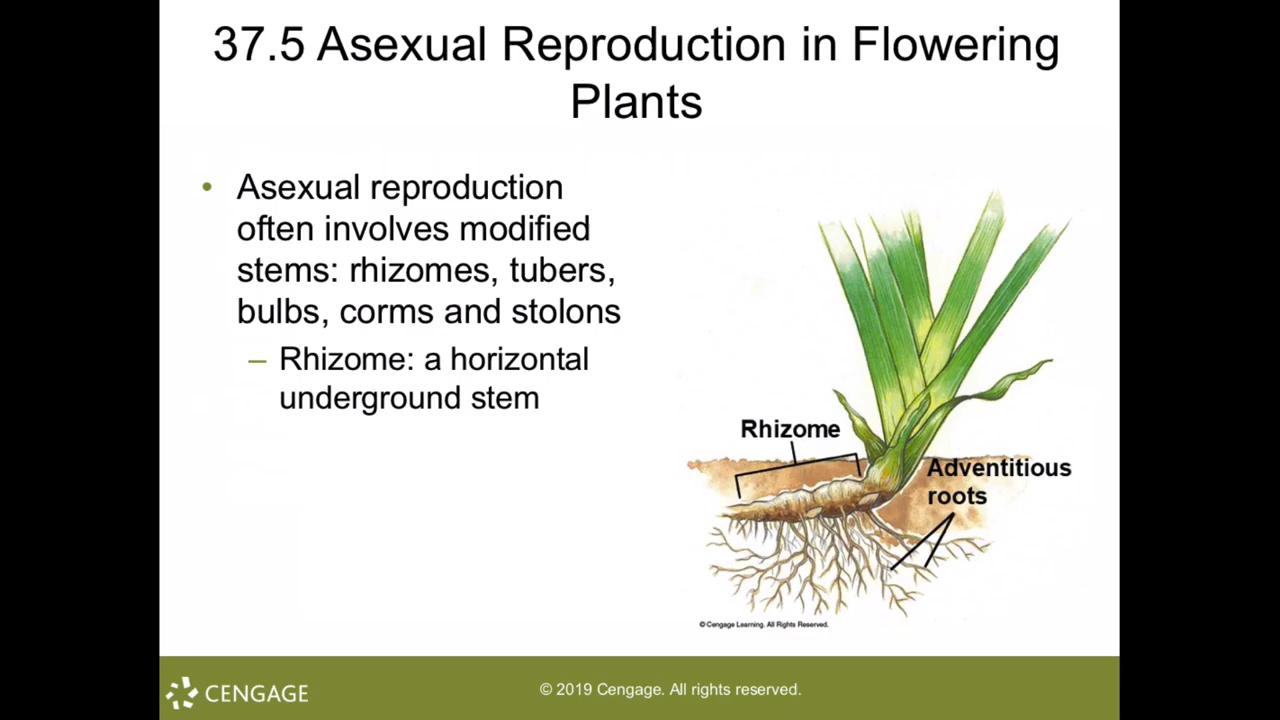 37.5 Asexual Reproduction in Flowering
Plants
• Asexual reproduction
often involves modified
stems: rhizomes, tubers,
bulbs, corms and stolons
– Rhizome: a horizontal
underground stem
Rhizome
Adventitious
roots
© Cengage Learning. All Rights Reserved.
CENGAGE
© 2019 Cengage. All rights reserved.